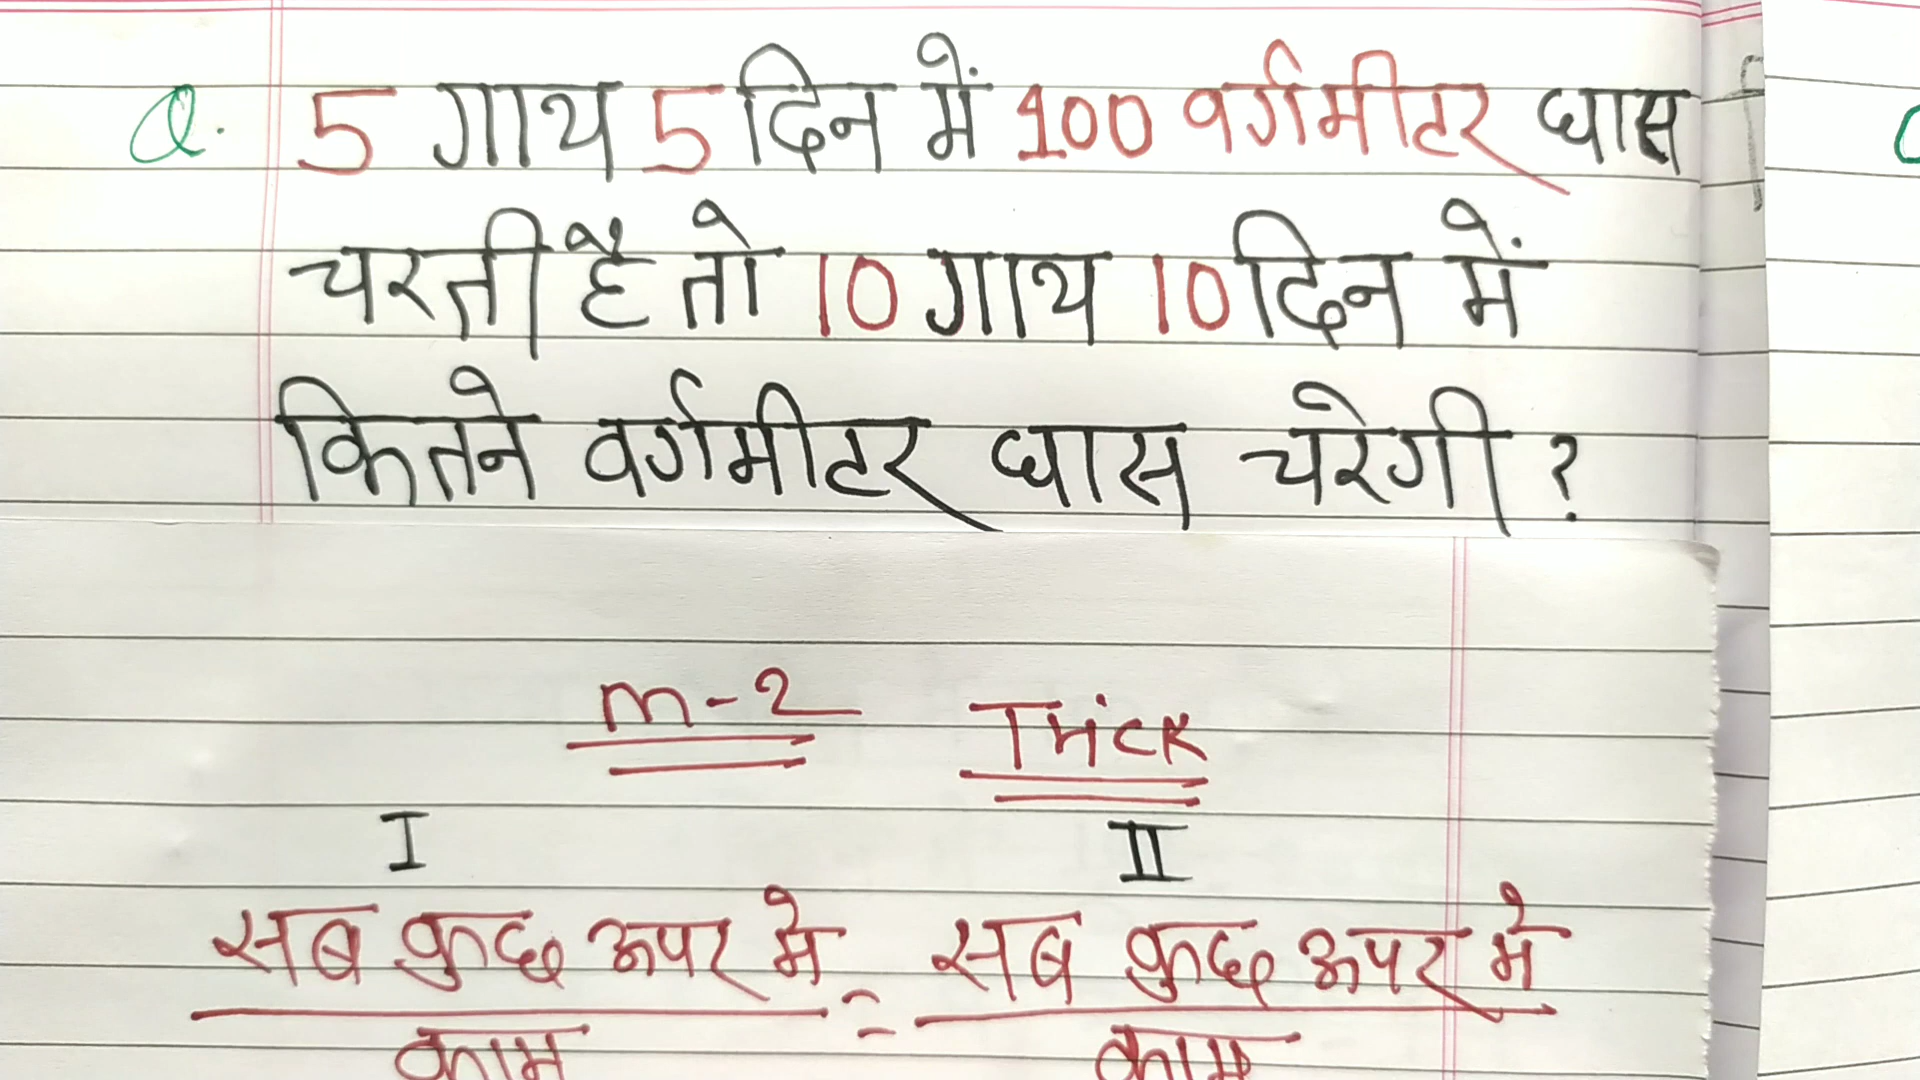 Q. 5 गाय 5 दिन में 100 वर्गमीटर घास
चरती है तो 10 गाय 10 दिन में
कितने वर्गमीटर घास चरेगी ?
m-2 Trick
I II
सब कुछ ऊपर मे = सब कुछ ऊपर मे
काम काम